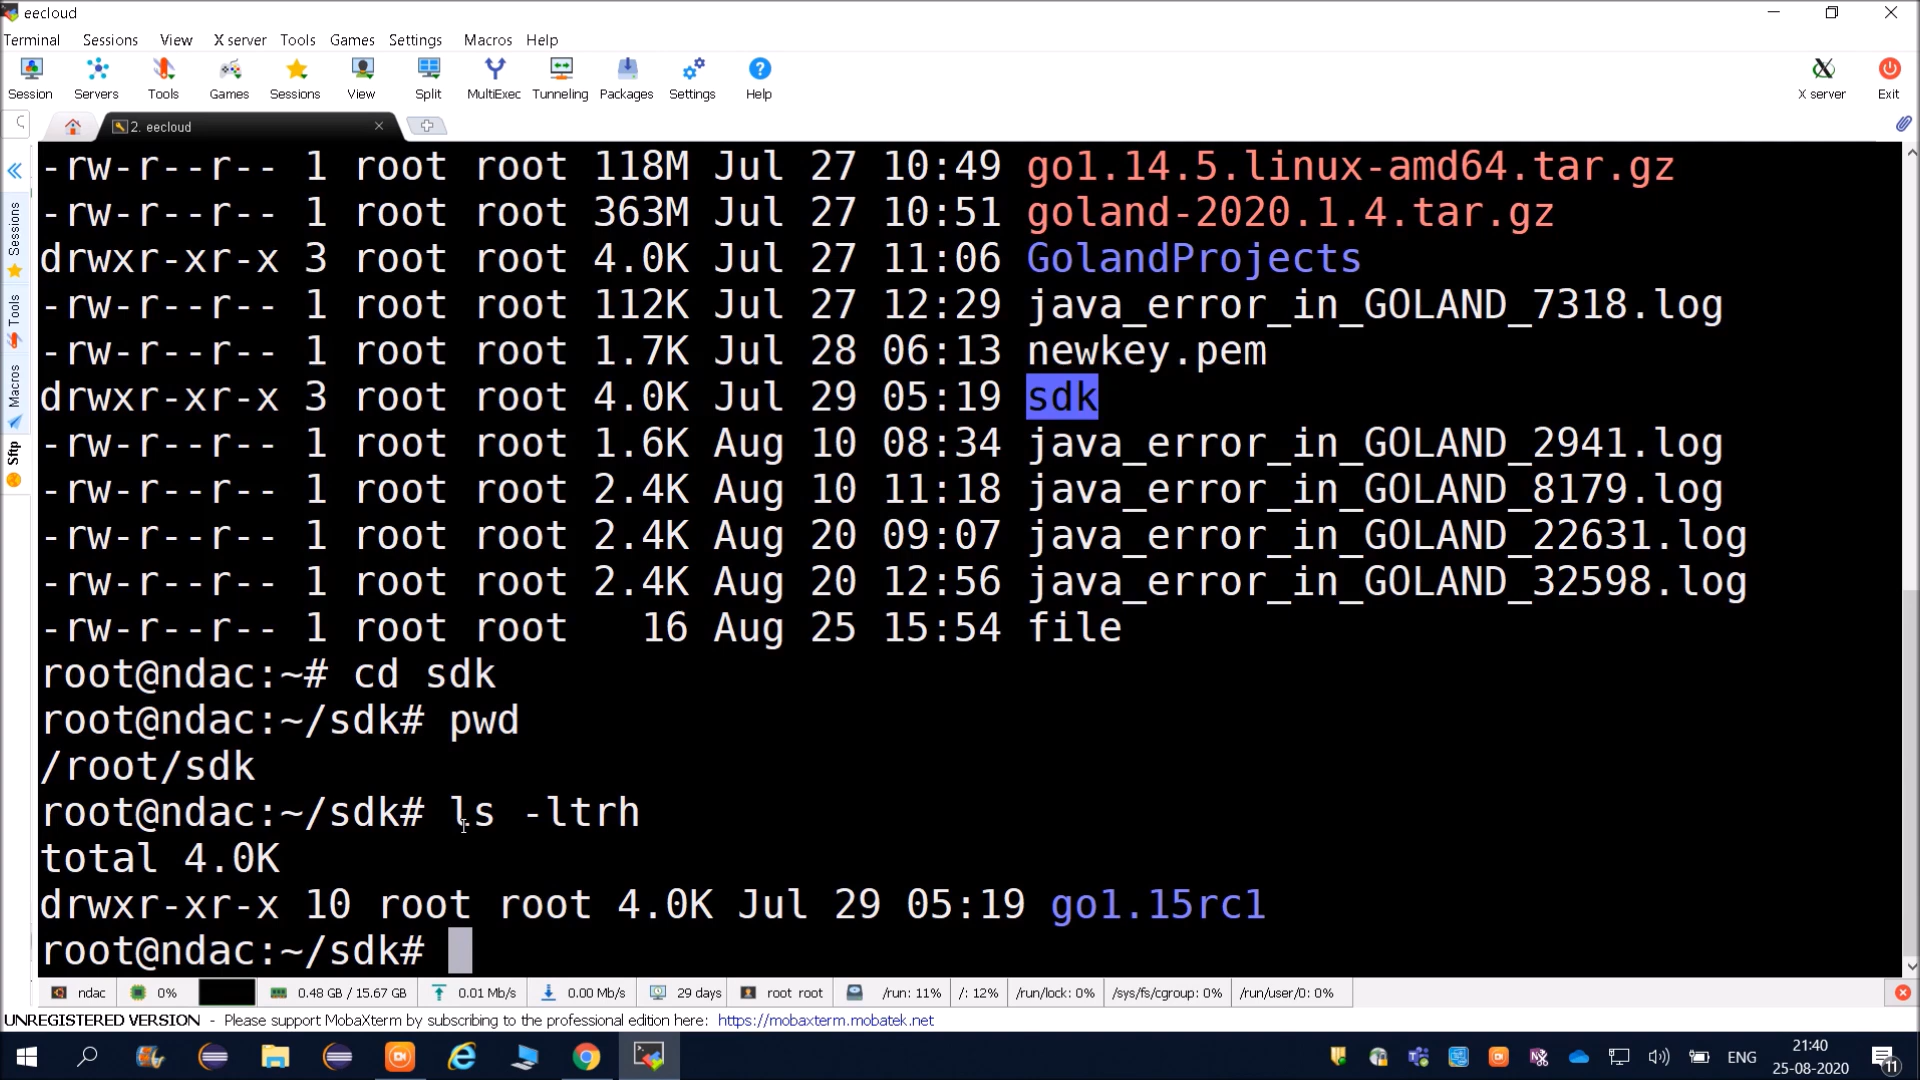 eecloud
Terminal Sessions View X server Tools Games Settings Macros Help
Session Servers Tools Games Sessions View Split MultiExec Tunneling Packages Settings Help X server Exit
2. eecloud
Sessions
Tools
Macros
Sftp
-rw-r--r-- 1 root root 118M Jul 27 10:49 go1.14.5.linux-amd64.tar.gz
-rw-r--r-- 1 root root 363M Jul 27 10:51 goland-2020.1.4.tar.gz
drwxr-xr-x 3 root root 4.0K Jul 27 11:06 GolandProjects
-rw-r--r-- 1 root root 112K Jul 27 12:29 java_error_in_GOLAND_7318.log
-rw-r--r-- 1 root root 1.7K Jul 28 06:13 newkey.pem
drwxr-xr-x 3 root root 4.0K Jul 29 05:19 sdk
-rw-r--r-- 1 root root 1.6K Aug 10 08:34 java_error_in_GOLAND_2941.log
-rw-r--r-- 1 root root 2.4K Aug 10 11:18 java_error_in_GOLAND_8179.log
-rw-r--r-- 1 root root 2.4K Aug 20 09:07 java_error_in_GOLAND_22631.log
-rw-r--r-- 1 root root 2.4K Aug 20 12:56 java_error_in_GOLAND_32598.log
-rw-r--r-- 1 root root 16 Aug 25 15:54 file
root@ndac:~# cd sdk
root@ndac:~/sdk# pwd
/root/sdk
root@ndac:~/sdk# ls -ltrh
total 4.0K
drwxr-xr-x 10 root root 4.0K Jul 29 05:19 go1.15rc1
root@ndac:~/sdk#
ndac 0% 0.48 GB / 15.67 GB 0.01 Mb/s 0.00 Mb/s 29 days root root /run: 11% /: 12% /run/lock: 0% /sys/fs/cgroup: 0% /run/user/0: 0%
UNREGISTERED VERSION - Please support MobaXterm by subscribing to the professional edition here: https://mobaxterm.mobatek.net
ENG
21:40
25-08-2020
11